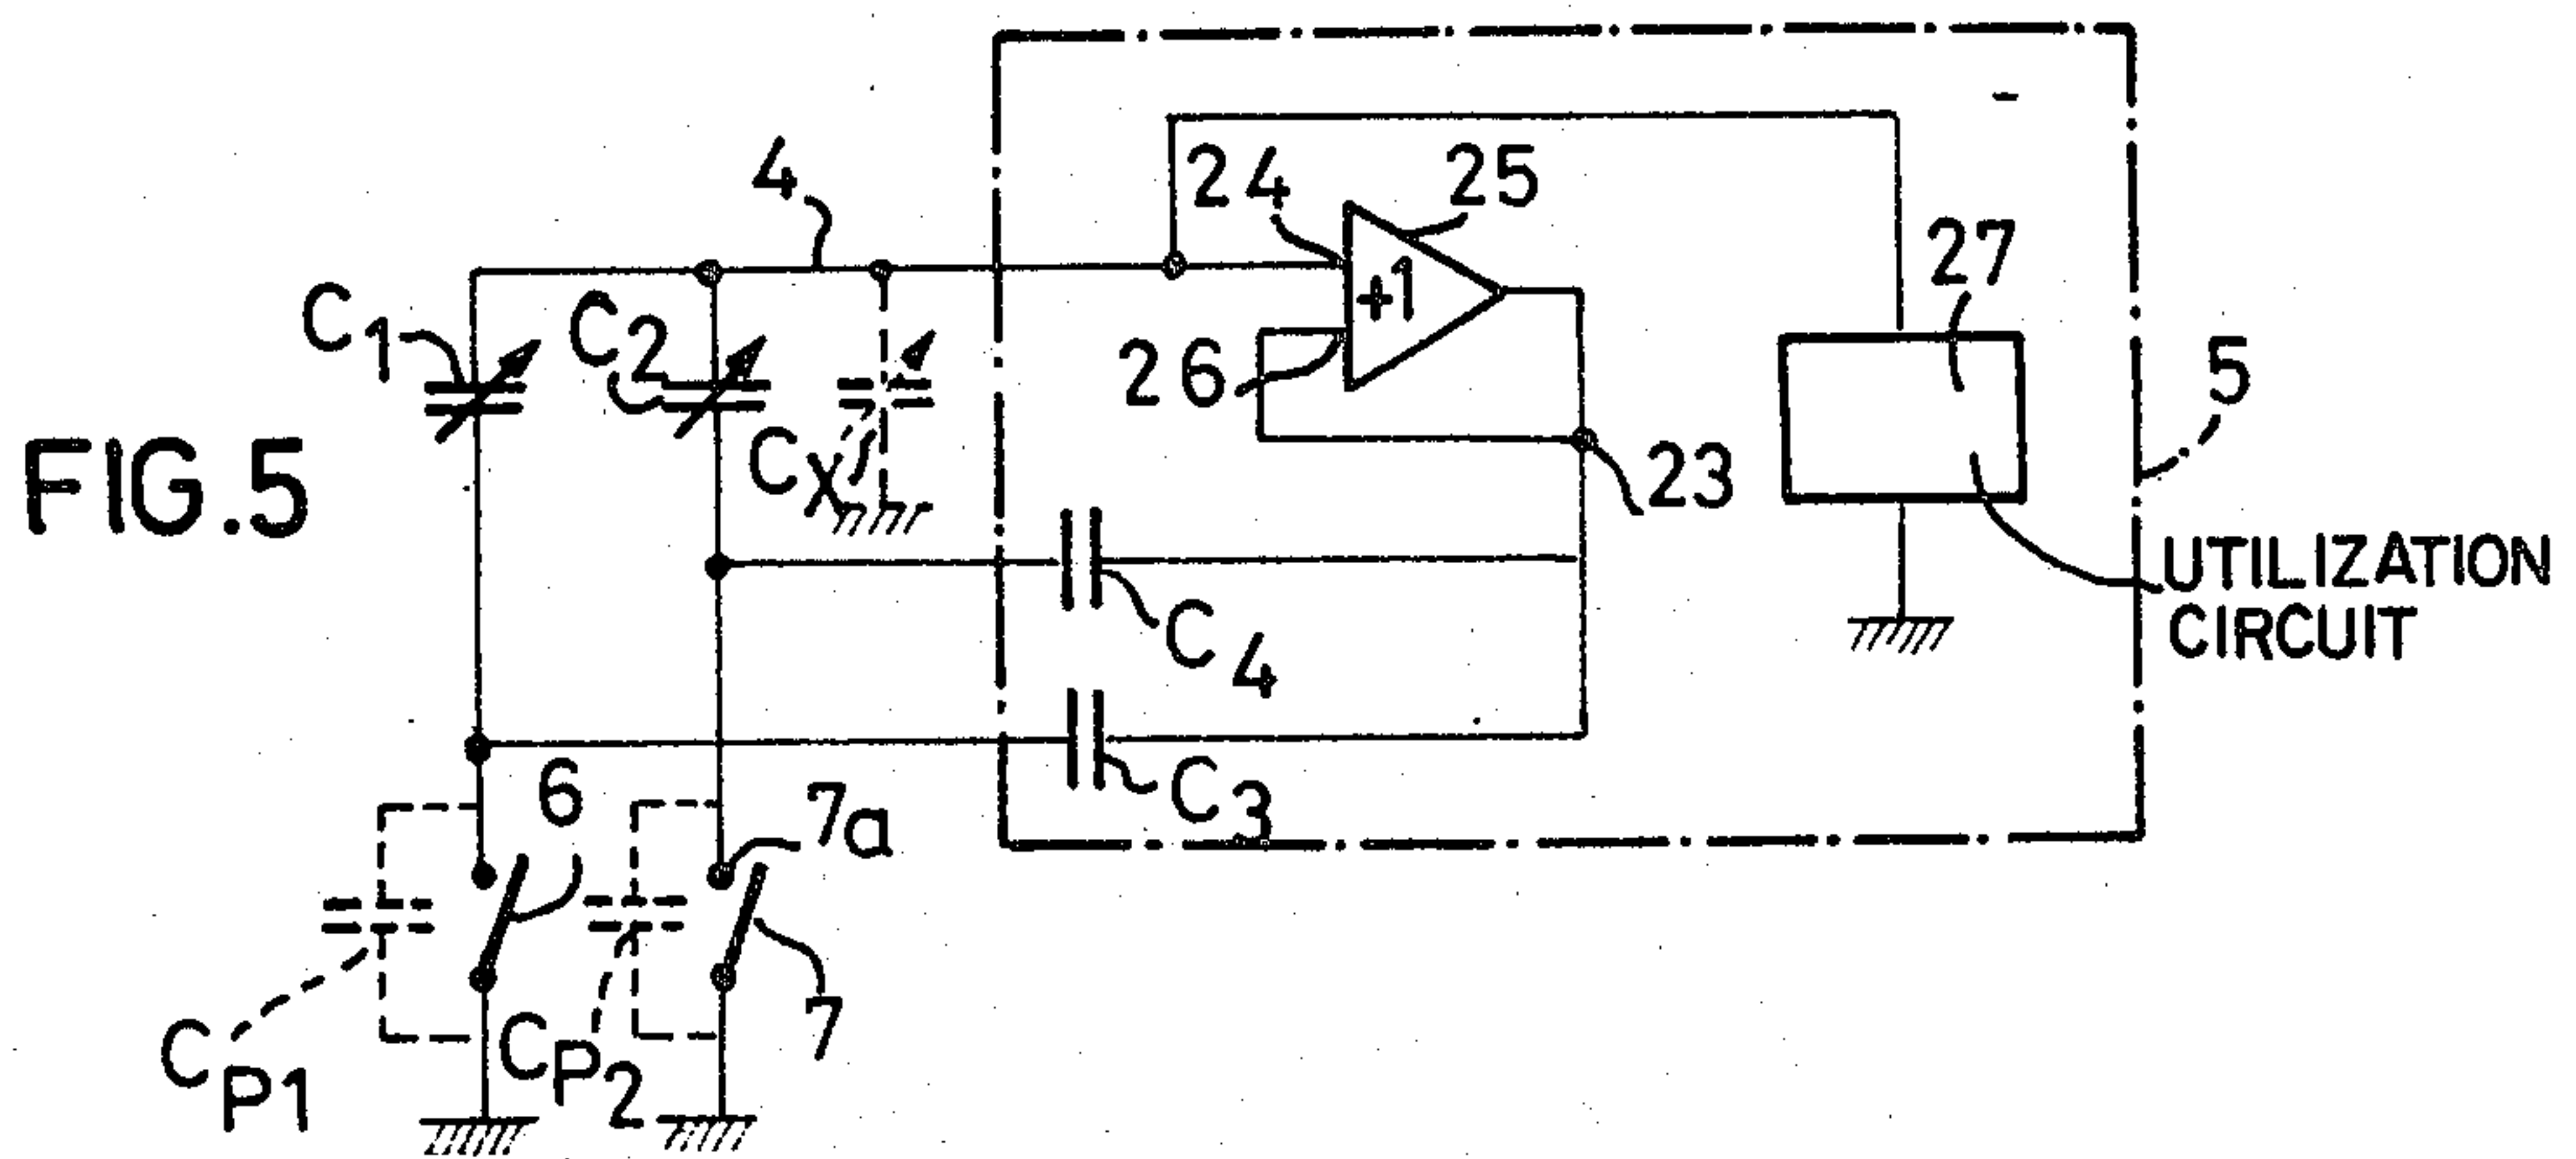 4
24
25
C1
C2
+1
27
26
5
FIG.5
CX
23
UTILIZATION
CIRCUIT
C4
6
7a
C3
7
CP1
CP2